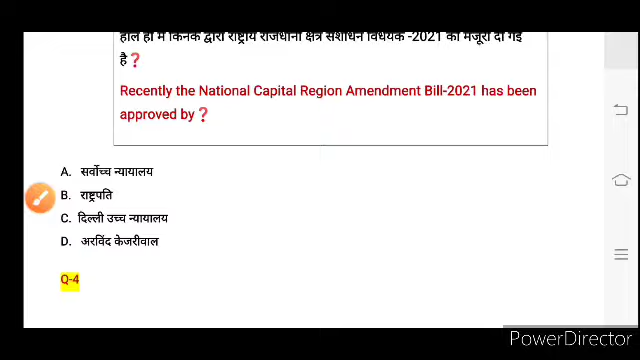 हाल ही में किनके द्वारा राष्ट्रीय राजधानी क्षेत्र संशोधन विधेयक -2021 को मंजूरी दी गई
है❓
Recently the National Capital Region Amendment Bill-2021 has been
approved by❓
A. सर्वोच्च न्यायालय
B. राष्ट्रपति
C. दिल्ली उच्च न्यायालय
D. अरविंद केजरीवाल
Q-4
PowerDirector